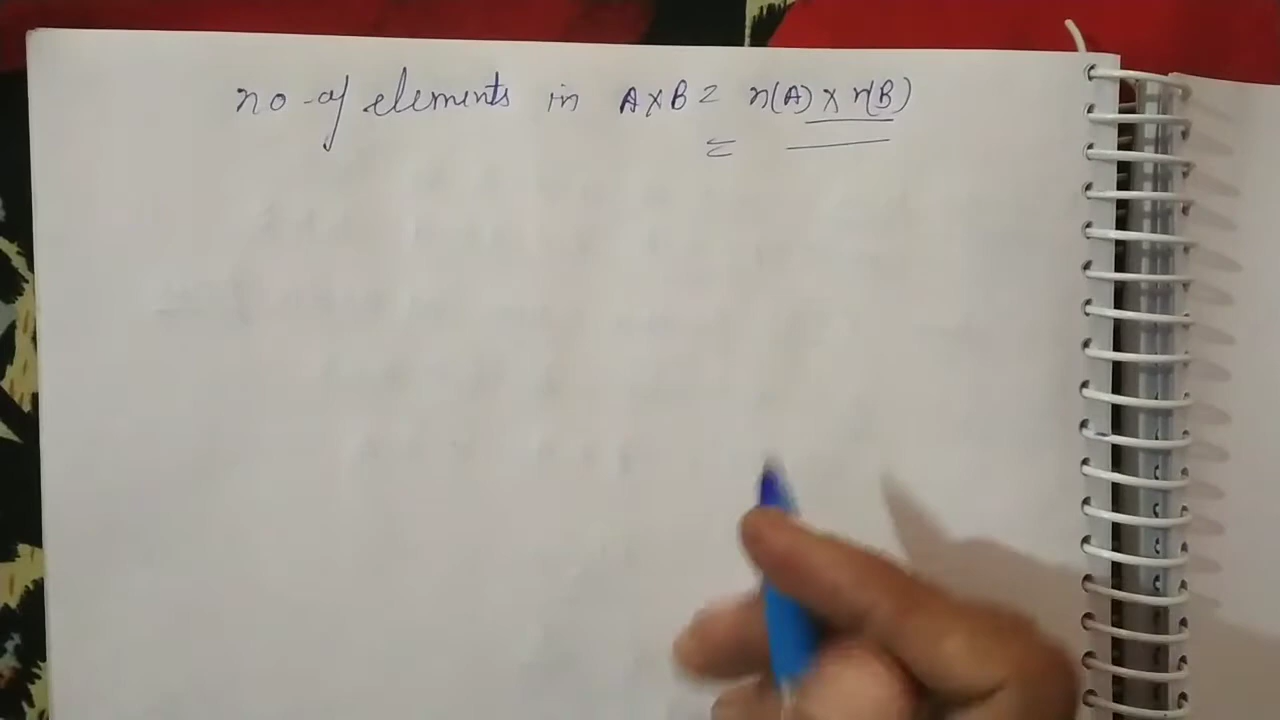 no of elements in A×B = n(A) × n(B)
=